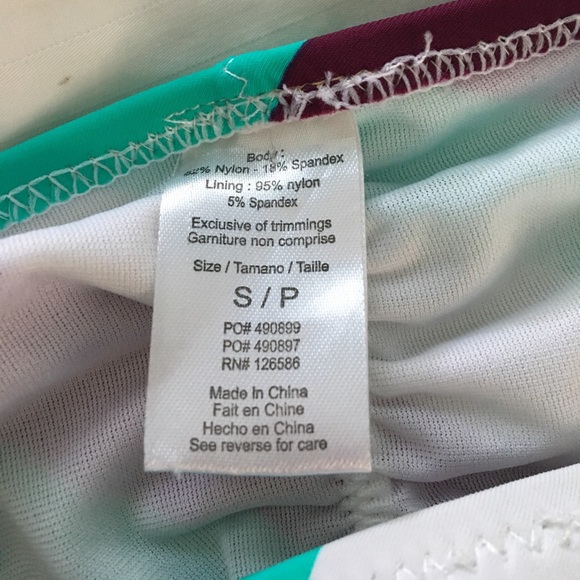 Body :
82% Nylon - 18% Spandex
Lining : 95% nylon
5% Spandex
Exclusive of trimmings
Garniture non comprise
Size / Tamano / Taille
S / P
PO# 490899
PO# 490897
RN# 126586
Made In China
Fait en Chine
Hecho en China
See reverse for care